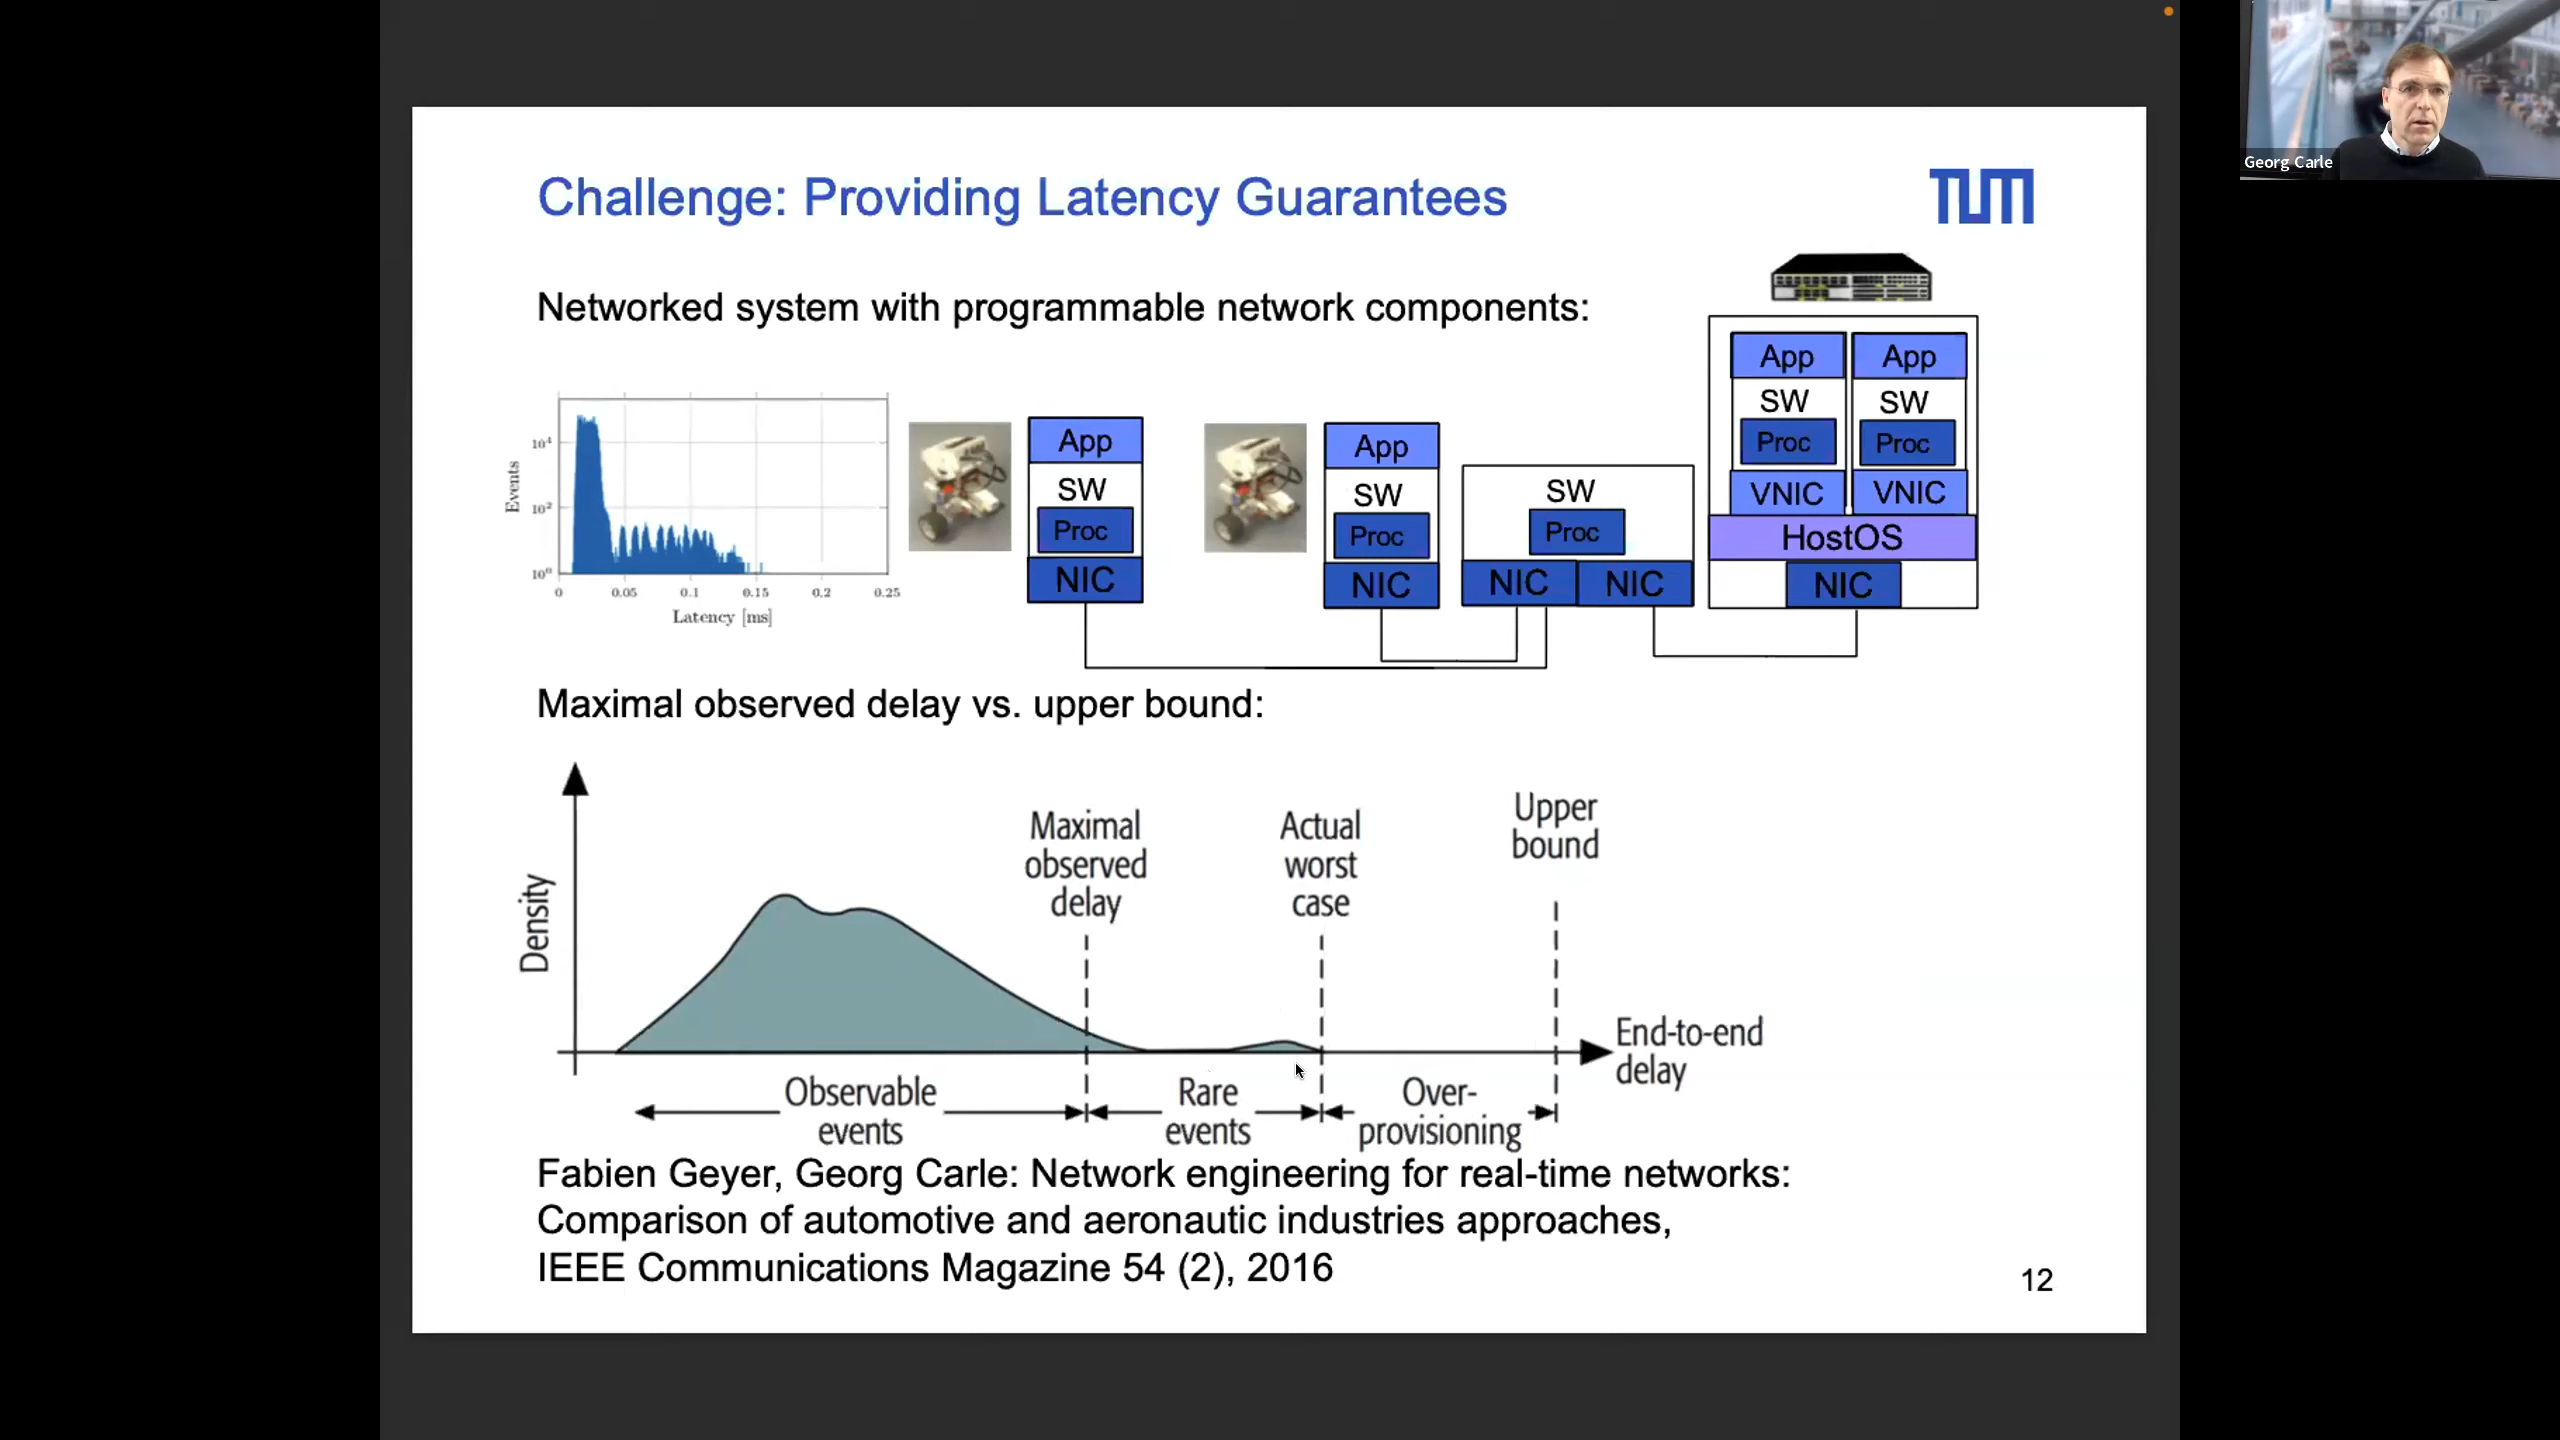 Georg Carle
Challenge: Providing Latency Guarantees
TUM
Networked system with programmable network components:
10⁴
10²
10⁰
Events
0
0.05
0.1
0.15
0.2
0.25
Latency [ms]
App
SW
Proc
NIC
App
SW
Proc
NIC
SW
Proc
NIC
NIC
App
App
SW
SW
Proc
Proc
VNIC
VNIC
HostOS
NIC
Maximal observed delay vs. upper bound:
Density
Maximal
observed
delay
Actual
worst
case
Upper
bound
End-to-end
delay
Observable
events
Rare
events
Over-
provisioning
Fabien Geyer, Georg Carle: Network engineering for real-time networks:
Comparison of automotive and aeronautic industries approaches,
IEEE Communications Magazine 54 (2), 2016
12